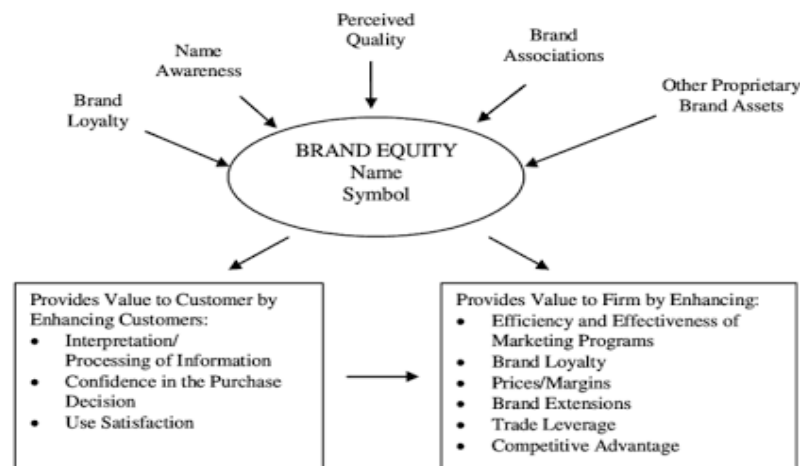 Perceived
Quality
Name
Awareness
Brand
Associations
Brand
Loyalty
Other Proprietary
Brand Assets
BRAND EQUITY
Name
Symbol
Provides Value to Customer by
Enhancing Customers:
• Interpretation/
Processing of Information
• Confidence in the Purchase
Decision
• Use Satisfaction
Provides Value to Firm by Enhancing:
• Efficiency and Effectiveness of
Marketing Programs
• Brand Loyalty
• Prices/Margins
• Brand Extensions
• Trade Leverage
• Competitive Advantage